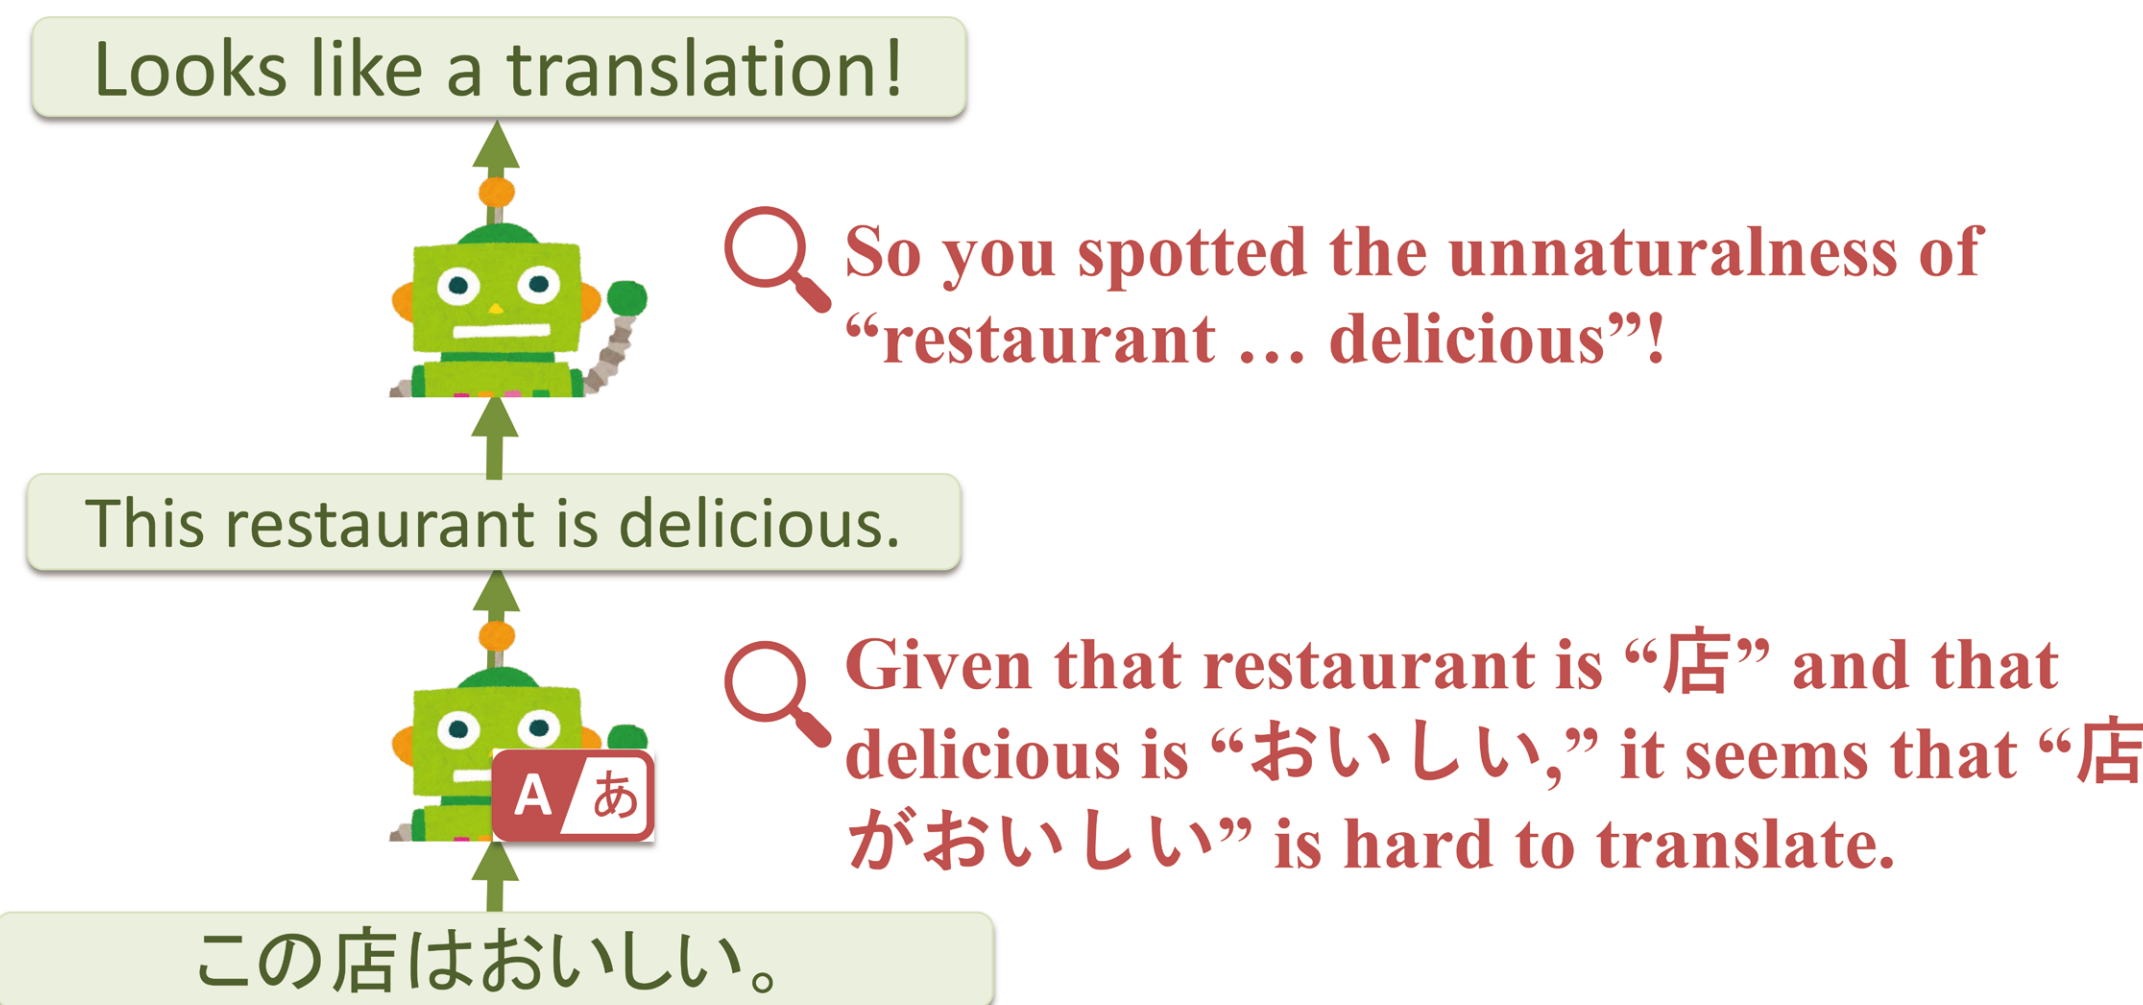 Looks like a translation!
So you spotted the unnaturalness of
“restaurant … delicious”!
This restaurant is delicious.
Given that restaurant is “店” and that
delicious is “おいしい,” it seems that “店
がおいしい” is hard to translate.
A あ
この店はおいしい。